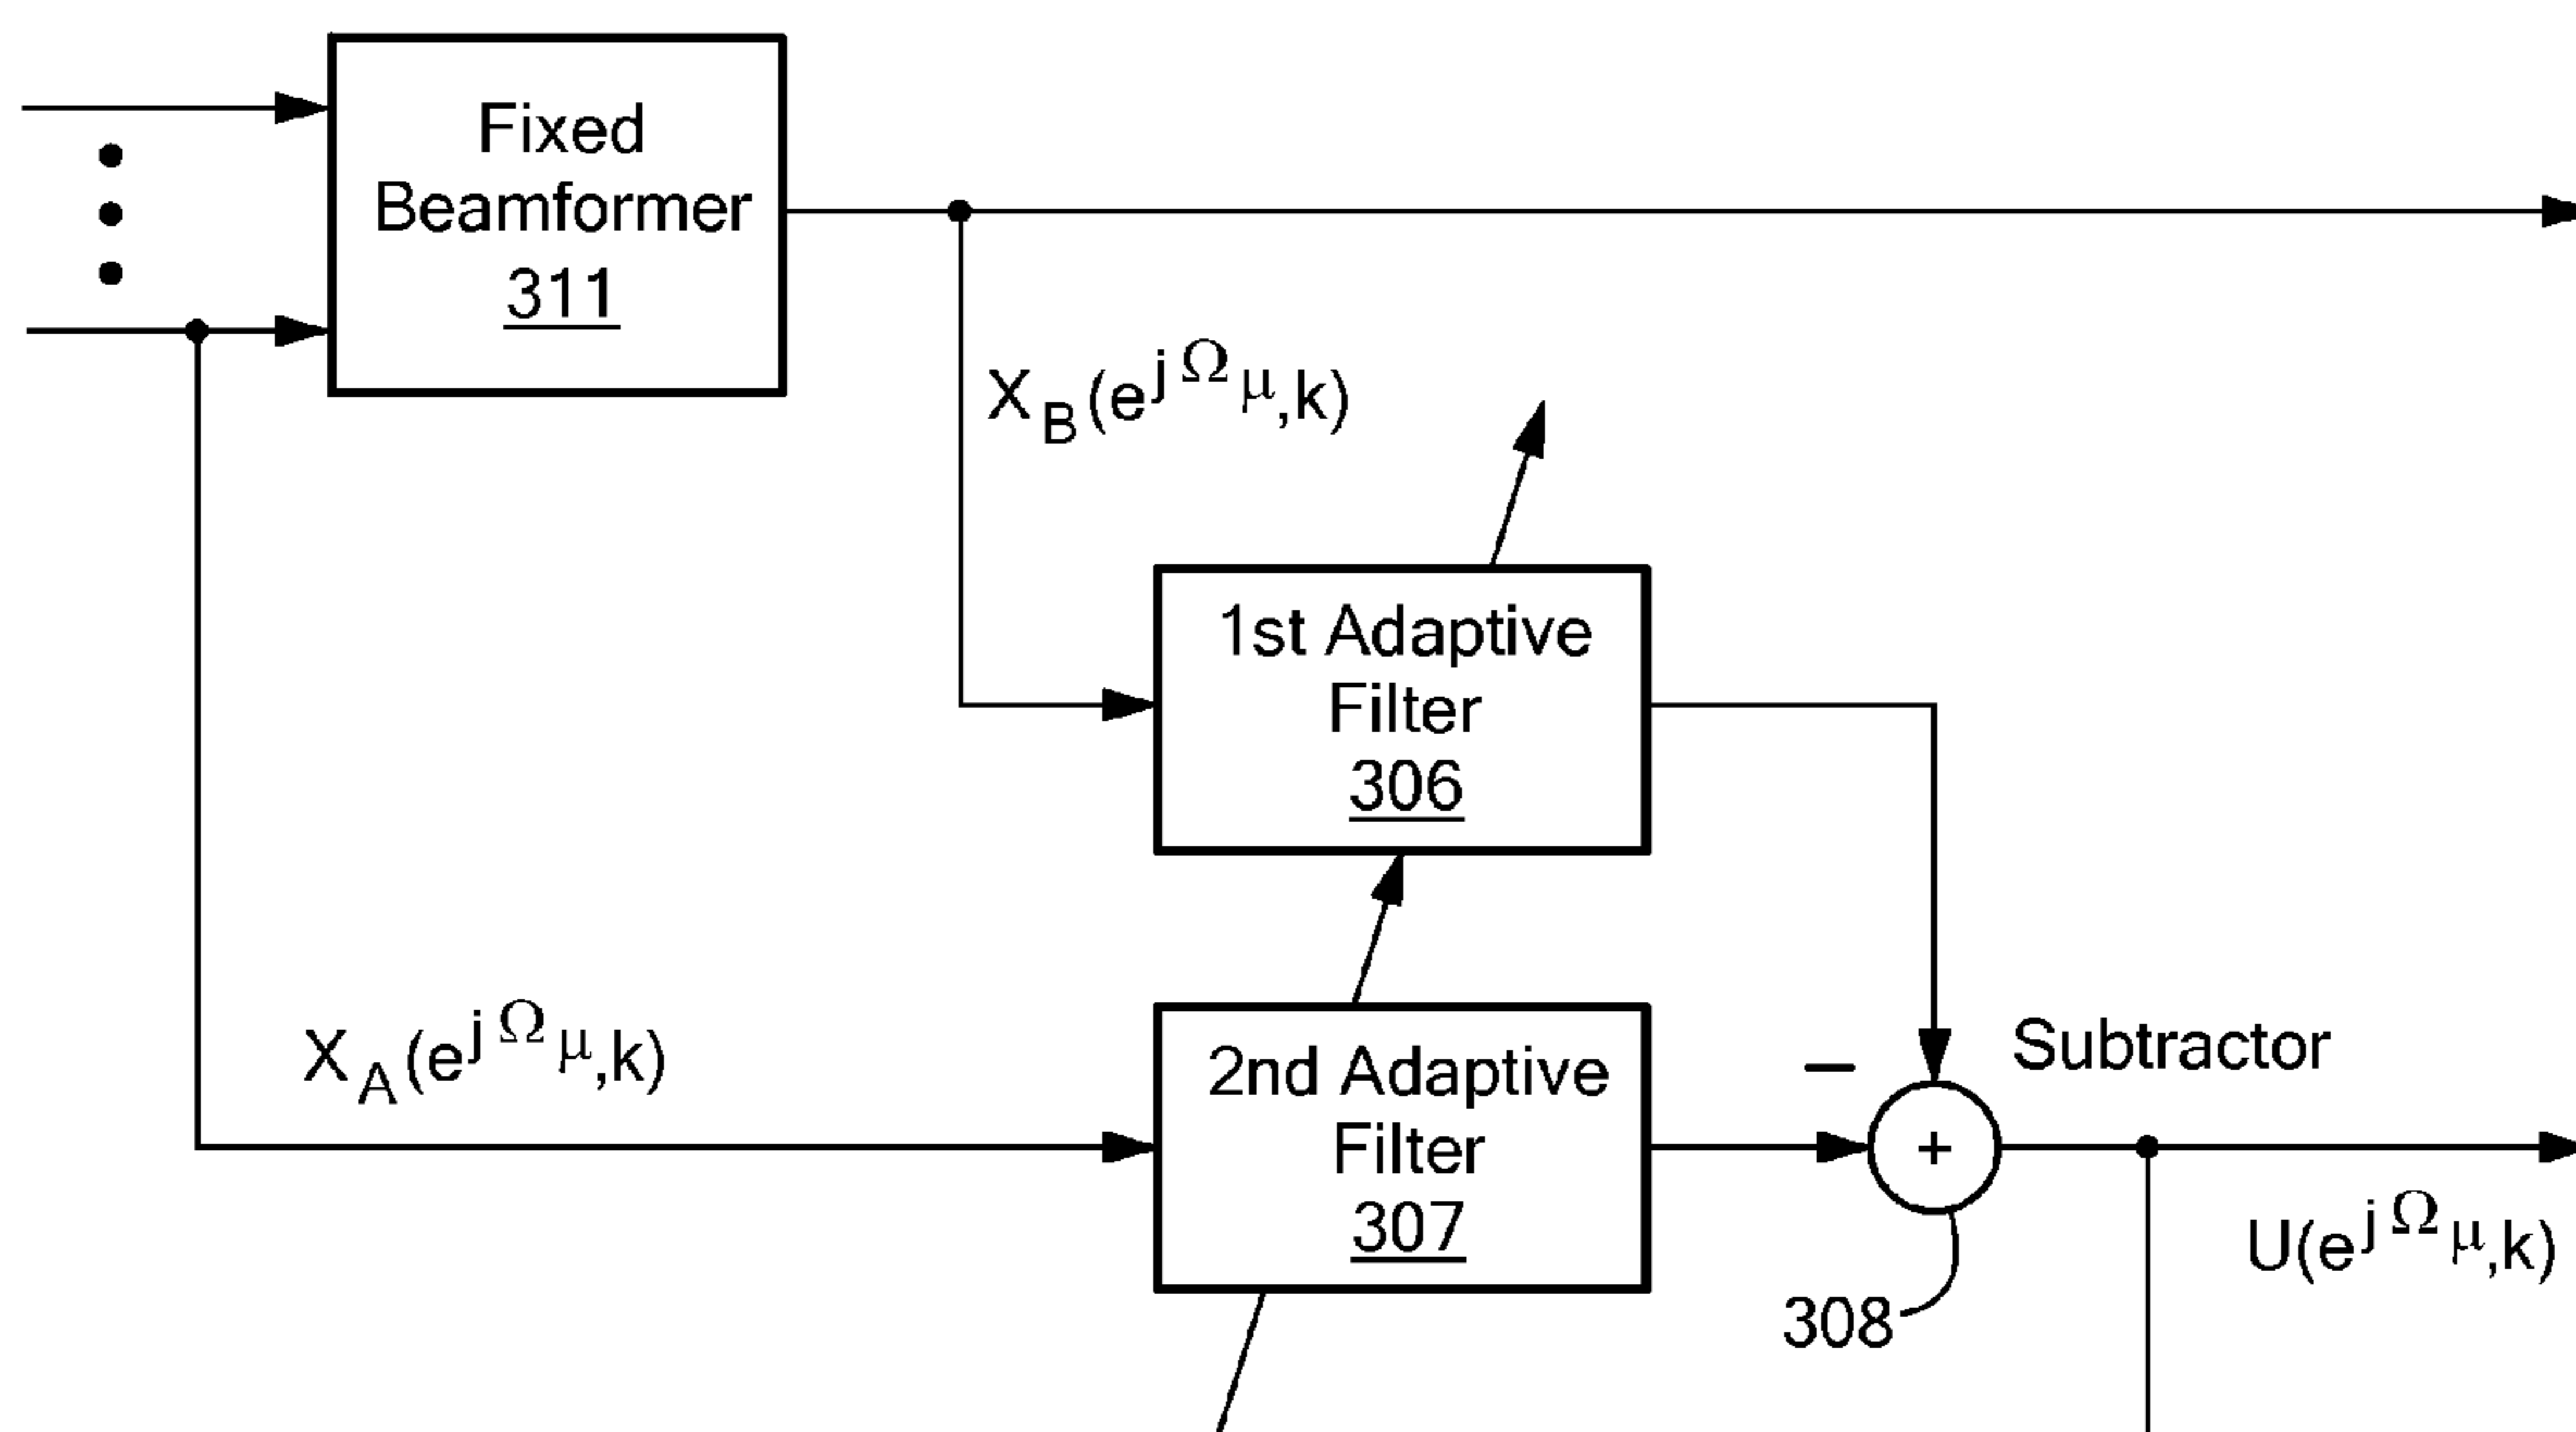 Fixed
Beamformer
311
X_B(e^{jΩ_μ},k)
1st Adaptive
Filter
306
X_A(e^{jΩ_μ},k)
2nd Adaptive
Filter
307
−
Subtractor
+
308
U(e^{jΩ_μ},k)